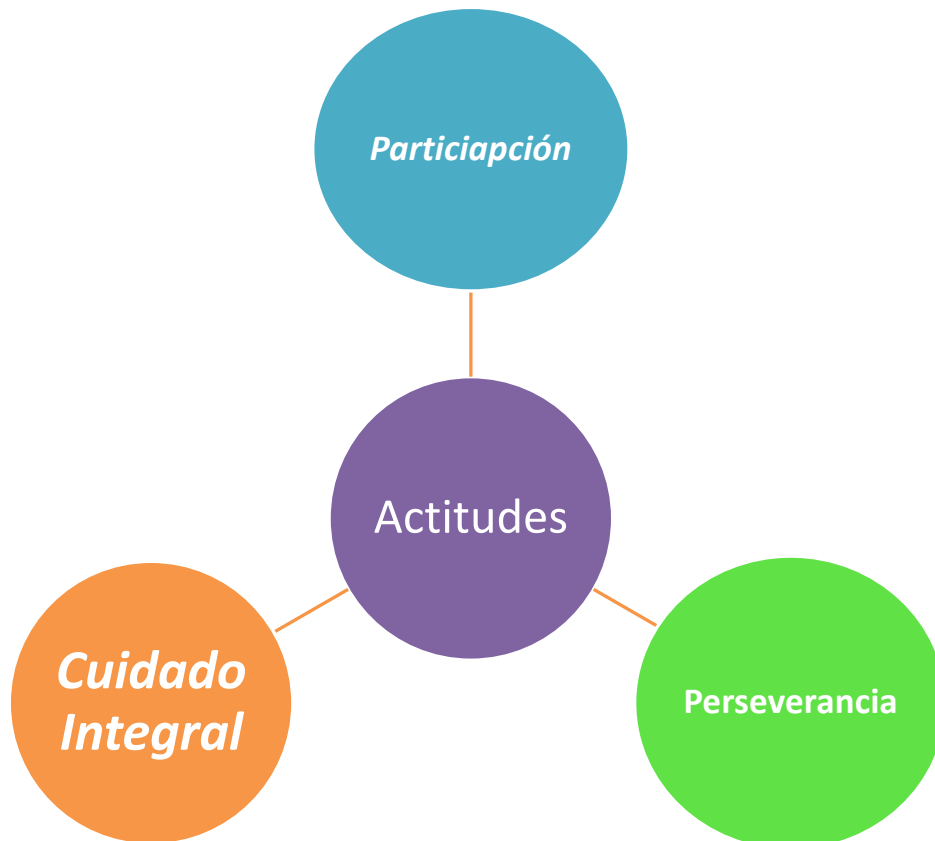 Particiapción
Actitudes
Cuidado
Integral
Perseverancia